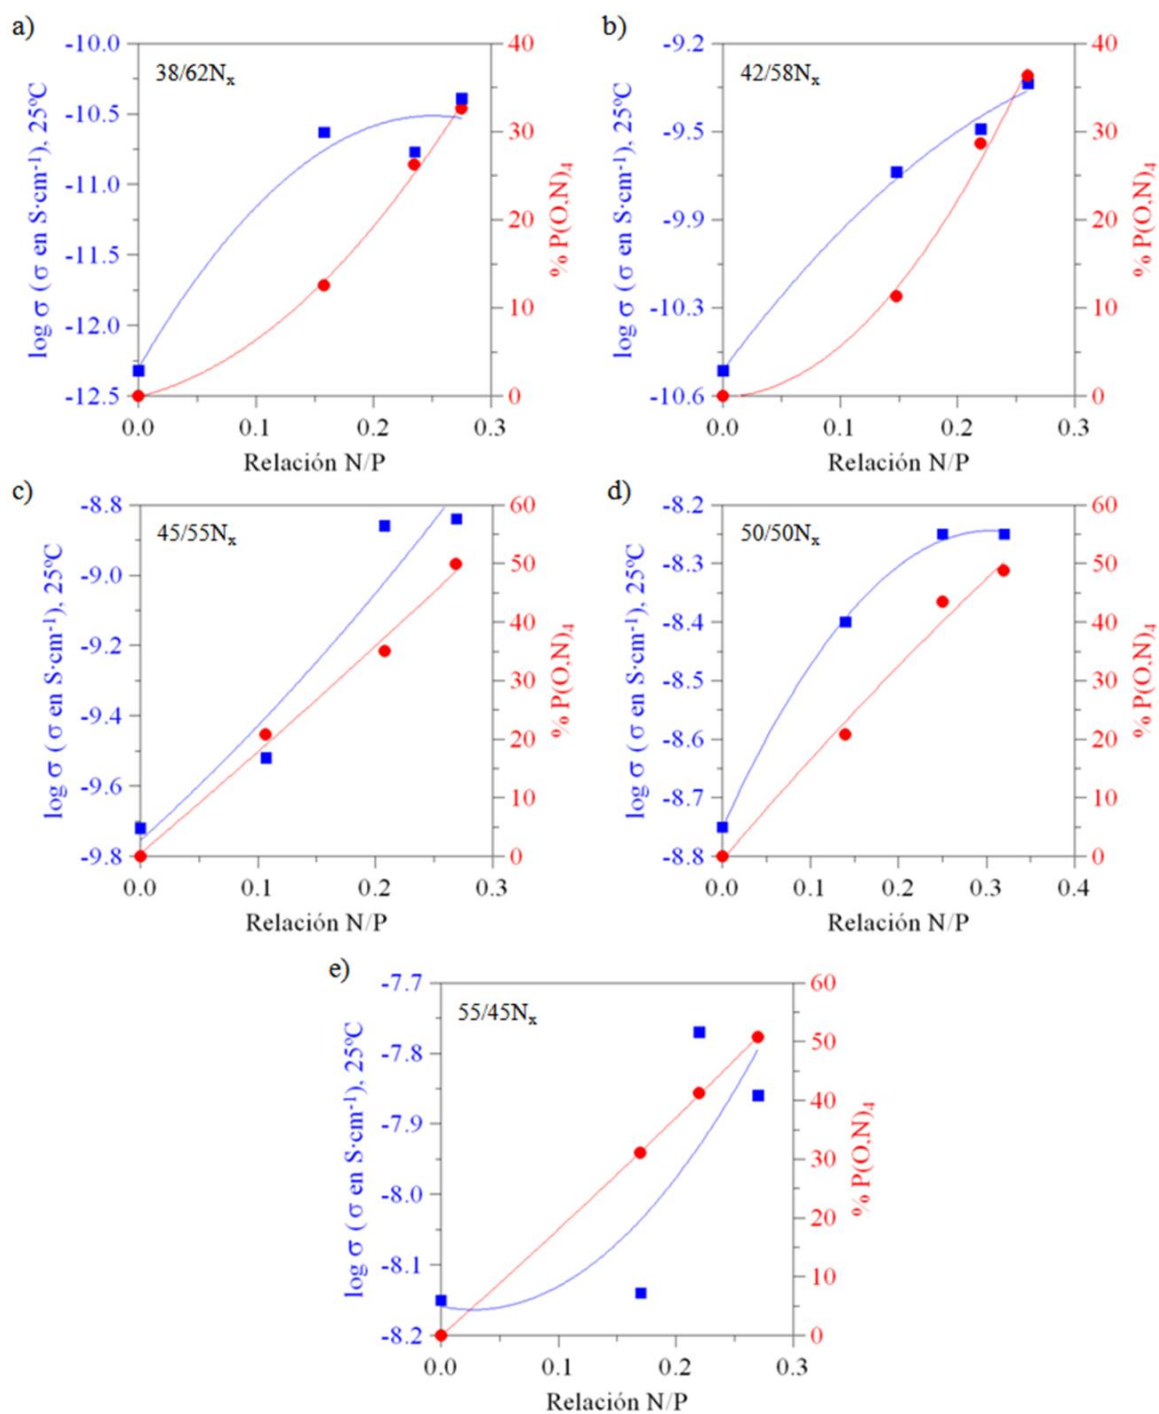 a)
38/62Nx
log σ ( σ en S·cm-1), 25ºC
-10.0
-10.5
-11.0
-11.5
-12.0
-12.5
40
30
20
10
0
% P(O,N)4
0.0 0.1 0.2 0.3
Relación N/P
b)
42/58Nx
log σ ( σ en S·cm-1), 25ºC
-9.2
-9.5
-9.9
-10.3
-10.6
40
30
20
10
0
% P(O,N)4
0.0 0.1 0.2 0.3
Relación N/P
c)
45/55Nx
log σ ( σ en S·cm-1), 25ºC
-8.8
-9.0
-9.2
-9.4
-9.6
-9.8
60
50
40
30
20
10
0
% P(O,N)4
0.0 0.1 0.2 0.3
Relación N/P
d)
50/50Nx
log σ ( σ en S·cm-1), 25ºC
-8.2
-8.3
-8.4
-8.5
-8.6
-8.7
-8.8
60
50
40
30
20
10
0
% P(O,N)4
0.0 0.1 0.2 0.3 0.4
Relación N/P
e)
55/45Nx
log σ ( σ en S·cm-1), 25ºC
-7.7
-7.8
-7.9
-8.0
-8.1
-8.2
60
50
40
30
20
10
0
% P(O,N)4
0.0 0.1 0.2 0.3
Relación N/P